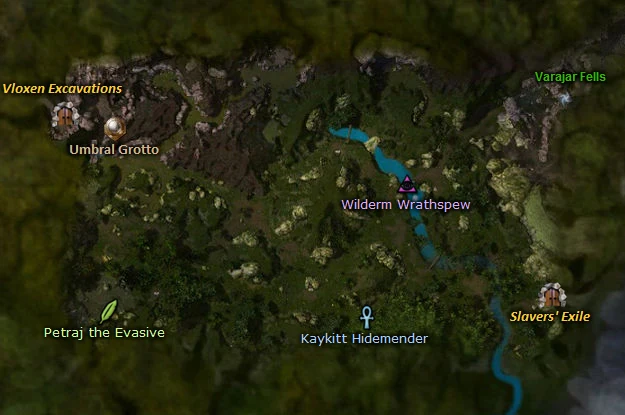 Varajar Fells
Vloxen Excavations
Umbral Grotto
Wilderm Wrathspew
Slavers' Exile
Petraj the Evasive
Kaykitt Hidemender